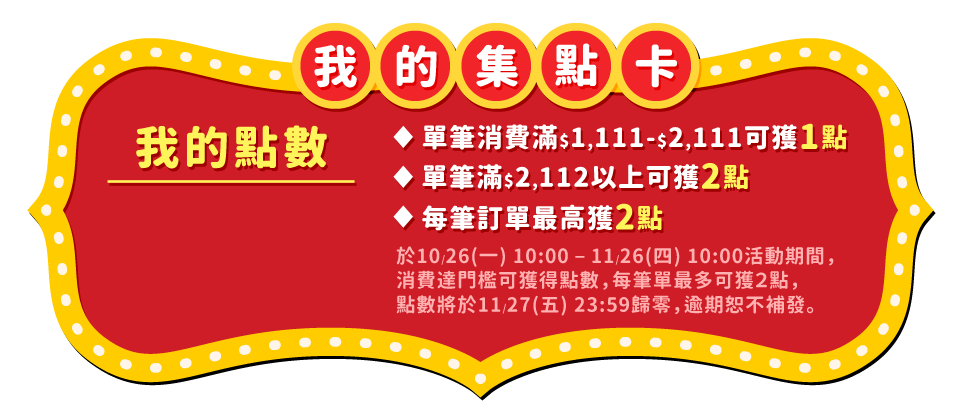 我的集點卡
我的點數
◆ 單筆消費滿$1,111-$2,111可獲1點
◆ 單筆滿$2,112以上可獲2點
◆ 每筆訂單最高獲2點
於10/26(一) 10:00 – 11/26(四) 10:00活動期間，
消費達門檻可獲得點數，每筆單最多可獲2點，
點數將於11/27(五) 23:59歸零，逾期恕不補發。